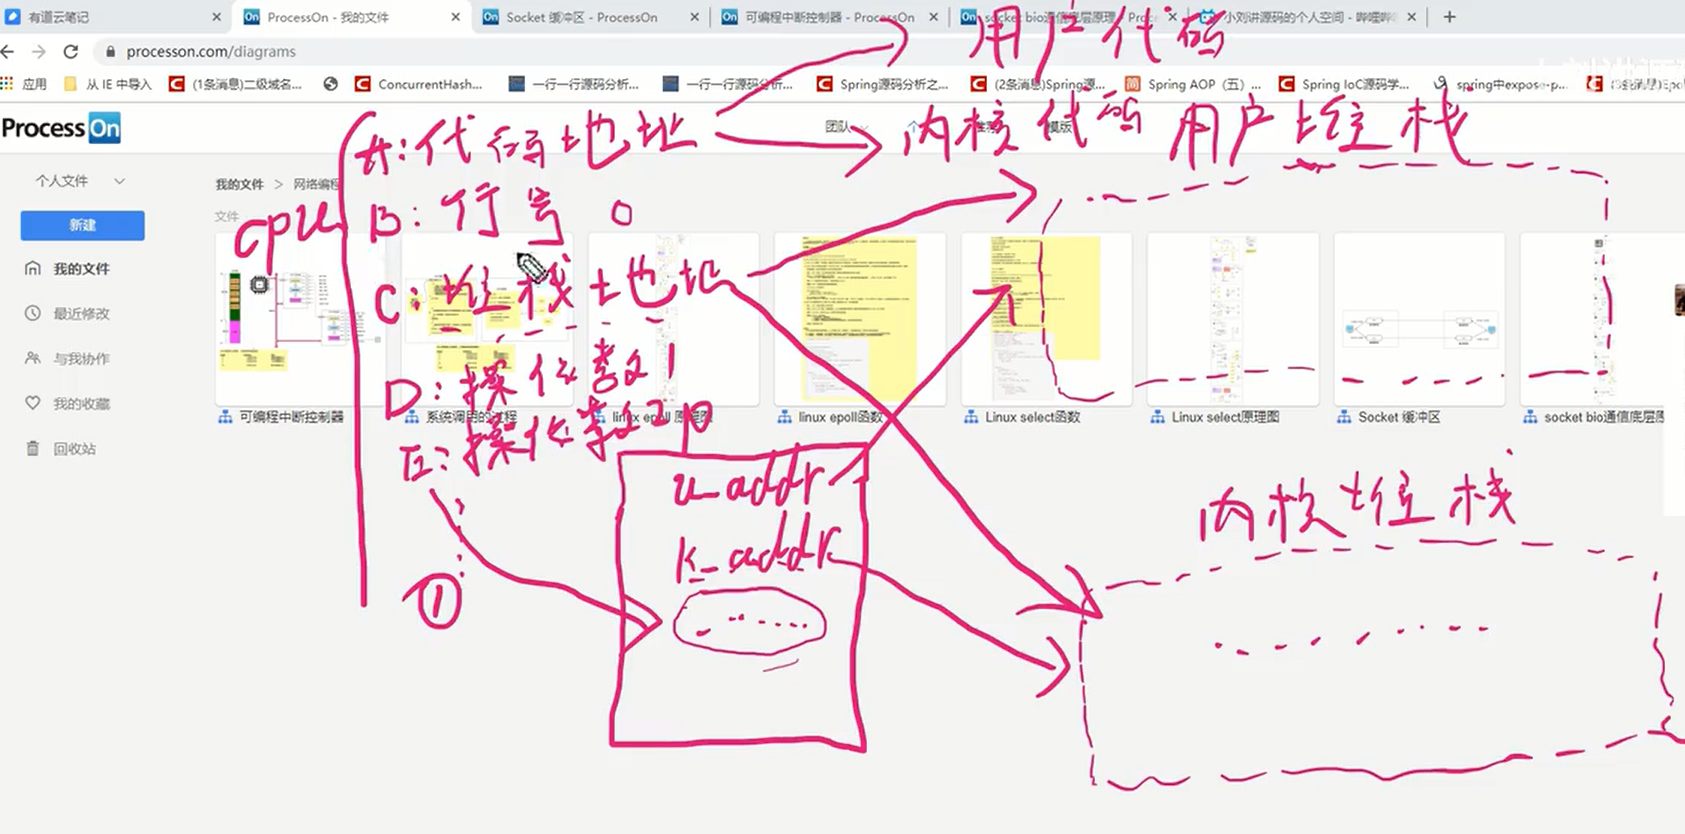 有道云笔记
ProcessOn - 我的文件
Socket 缓冲区 - ProcessOn
可编程中断控制器 - ProcessOn
socket bio通信底层原理
小刘讲源码的个人空间 - 哔哩哔
用户代码
processon.com/diagrams
应用
从 IE 中导入
(1条消息)二级域名...
ConcurrentHash...
一行一行源码分析...
一行一行源码分析...
Spring源码分析之...
(2条消息)Spring源...
Spring AOP（五）...
Spring IoC源码学...
spring中expose-p...
ProcessOn
团队
模版
A:代码地址
内核代码
用户堆栈
个人文件
我的文件 > 网络编程
文件
新建
cpu
B:行号 0
我的文件
C:堆栈地址
最近修改
与我协作
D:操作数1
我的收藏
可编程中断控制器
系统调用的过程
linux epoll 原理图
linux epoll函数
Linux select函数
Linux select原理图
Socket 缓冲区
socket bio通信底层原
回收站
E:操作数2
p
u_addr
k_addr
内核堆栈
①